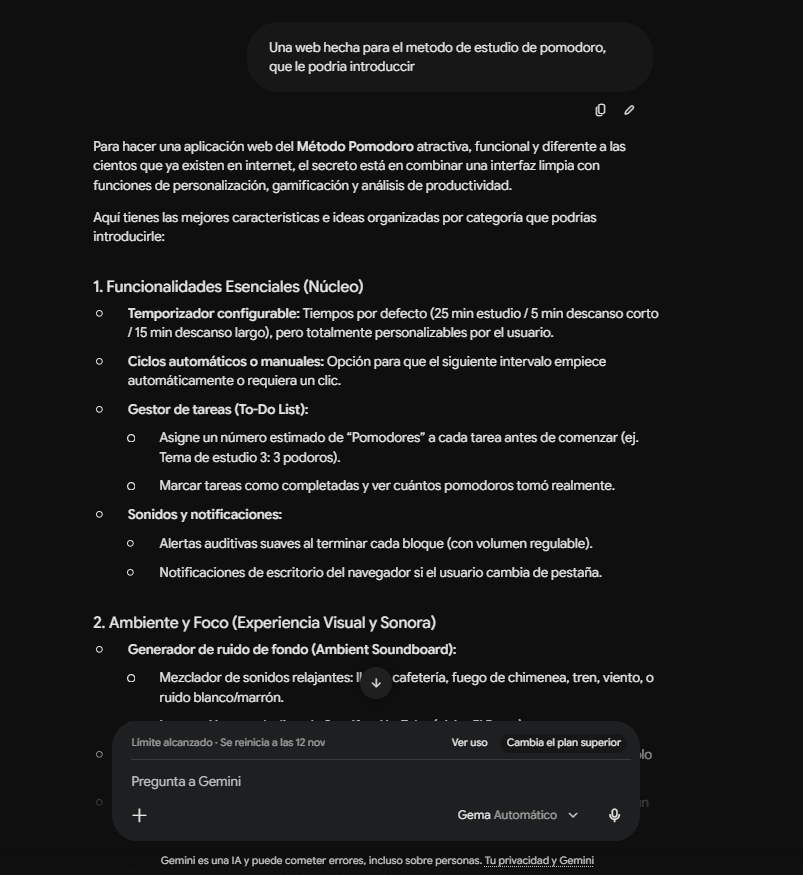 Una web hecha para el metodo de estudio de pomodoro,
que le podria introduccir
Para hacer una aplicación web del Método Pomodoro atractiva, funcional y diferente a las
cientos que ya existen en internet, el secreto está en combinar una interfaz limpia con
funciones de personalización, gamificación y análisis de productividad.
Aquí tienes las mejores características e ideas organizadas por categoría que podrías
introducirle:
1. Funcionalidades Esenciales (Núcleo)
Temporizador configurable: Tiempos por defecto (25 min estudio / 5 min descanso corto
/ 15 min descanso largo), pero totalmente personalizables por el usuario.
Ciclos automáticos o manuales: Opción para que el siguiente intervalo empiece
automáticamente o requiera un clic.
Gestor de tareas (To-Do List):
Asigne un número estimado de “Pomodores” a cada tarea antes de comenzar (ej.
Tema de estudio 3: 3 podoros).
Marcar tareas como completadas y ver cuántos pomodoros tomó realmente.
Sonidos y notificaciones:
Alertas auditivas suaves al terminar cada bloque (con volumen regulable).
Notificaciones de escritorio del navegador si el usuario cambia de pestaña.
2. Ambiente y Foco (Experiencia Visual y Sonora)
Generador de ruido de fondo (Ambient Soundboard):
Mezclador de sonidos relajantes: cafetería, fuego de chimenea, tren, viento, o
ruido blanco/marrón.
Límite alcanzado · Se reinicia a las 12 nov
Ver uso
Cambia el plan superior
Pregunta a Gemini
Gema Automático
Gemini es una IA y puede cometer errores, incluso sobre personas. Tu privacidad y Gemini